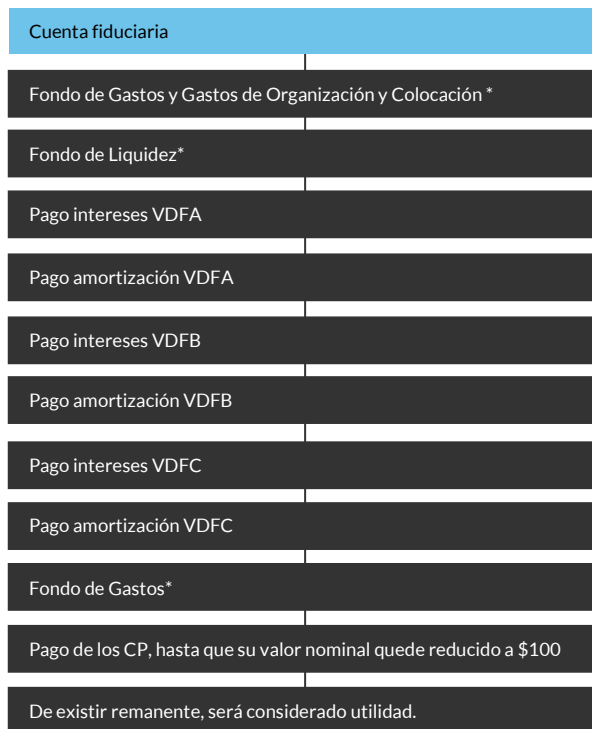 Cuenta fiduciaria
Fondo de Gastos y Gastos de Organización y Colocación *
Fondo de Liquidez*
Pago intereses VDFA
Pago amortización VDFA
Pago intereses VDFB
Pago amortización VDFB
Pago intereses VDFC
Pago amortización VDFC
Fondo de Gastos*
Pago de los CP, hasta que su valor nominal quede reducido a $100
De existir remanente, será considerado utilidad.